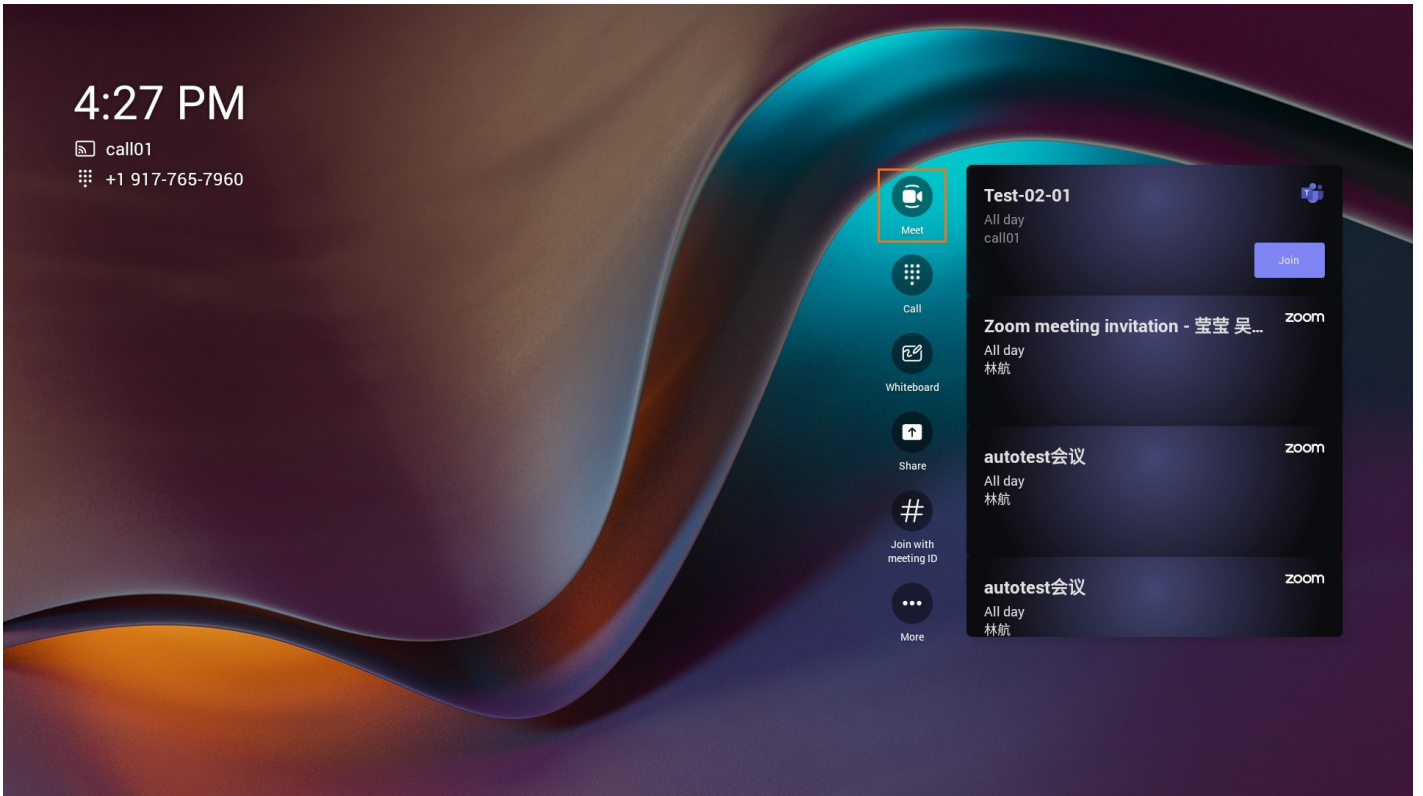 4:27 PM
call01
+1 917-765-7960
Meet
Call
Whiteboard
Share
Join with
meeting ID
More
Test-02-01
All day
call01
Join
Zoom meeting invitation - 莹莹 吴...
zoom
All day
林航
autotest会议
zoom
All day
林航
autotest会议
zoom
All day
林航